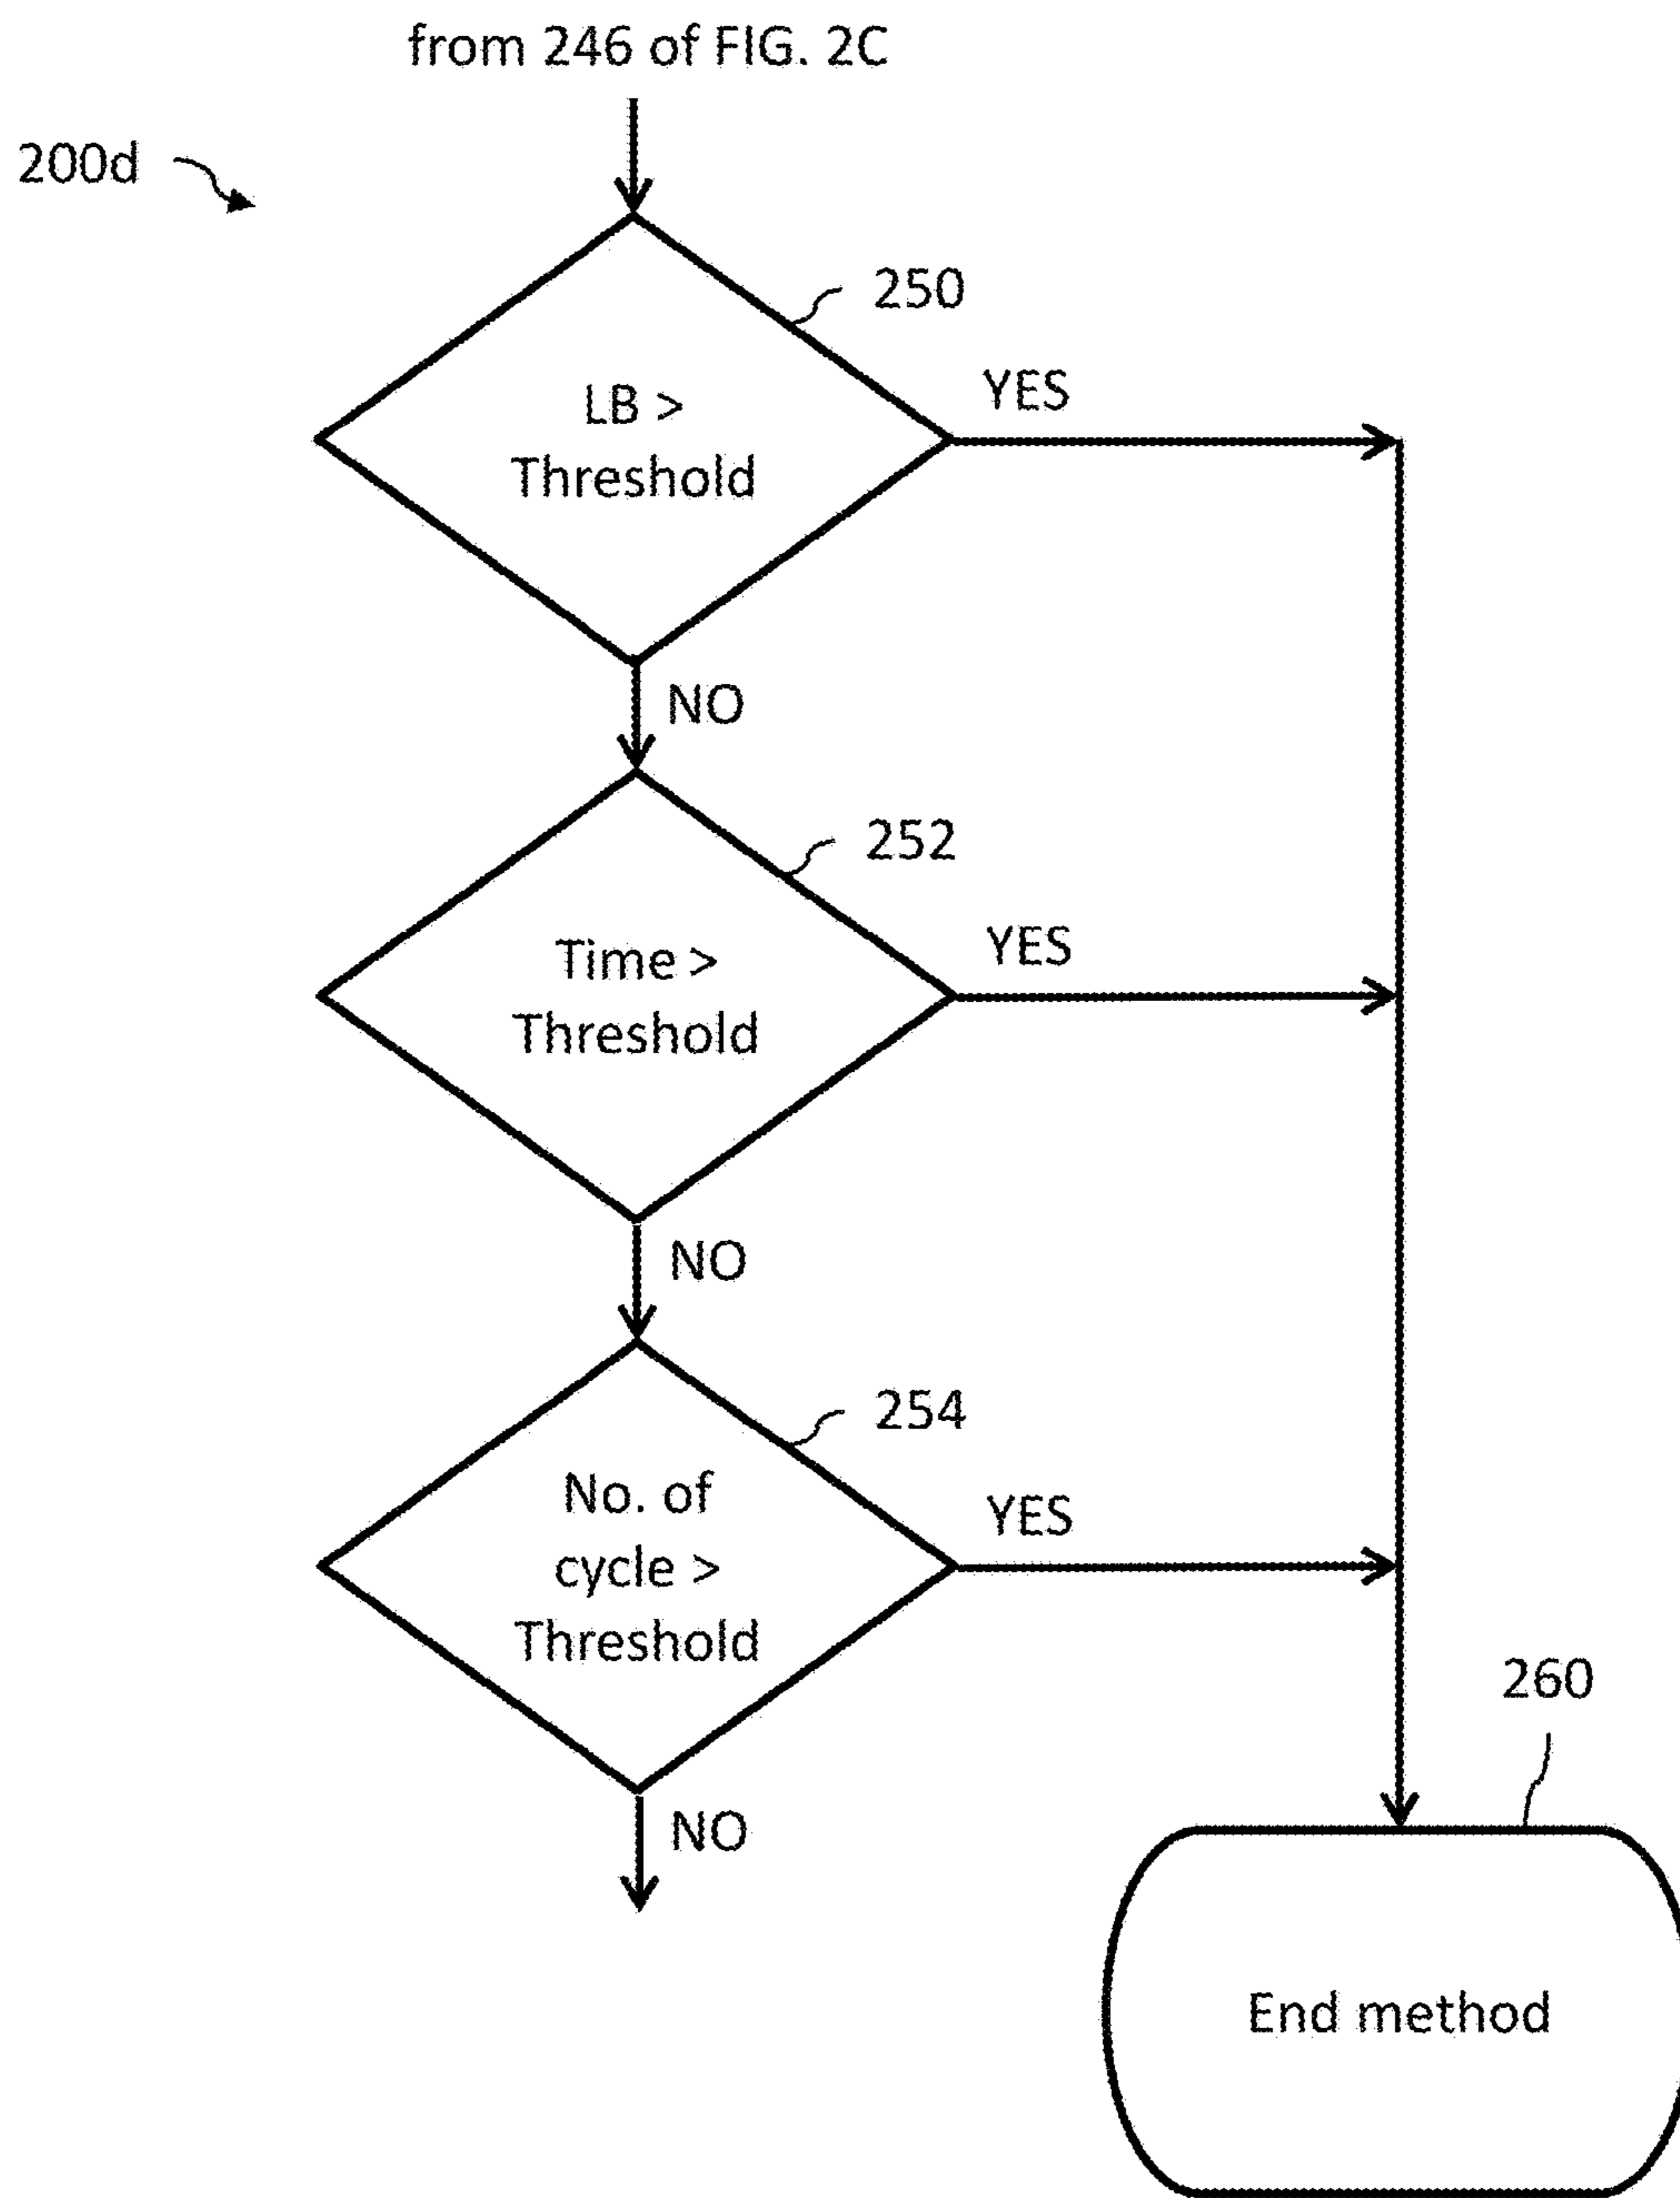 from 246 of FIG. 2C
200d
250
LB >
Threshold
YES
NO
252
Time >
Threshold
YES
NO
254
No. of
cycle >
Threshold
YES
NO
260
End method